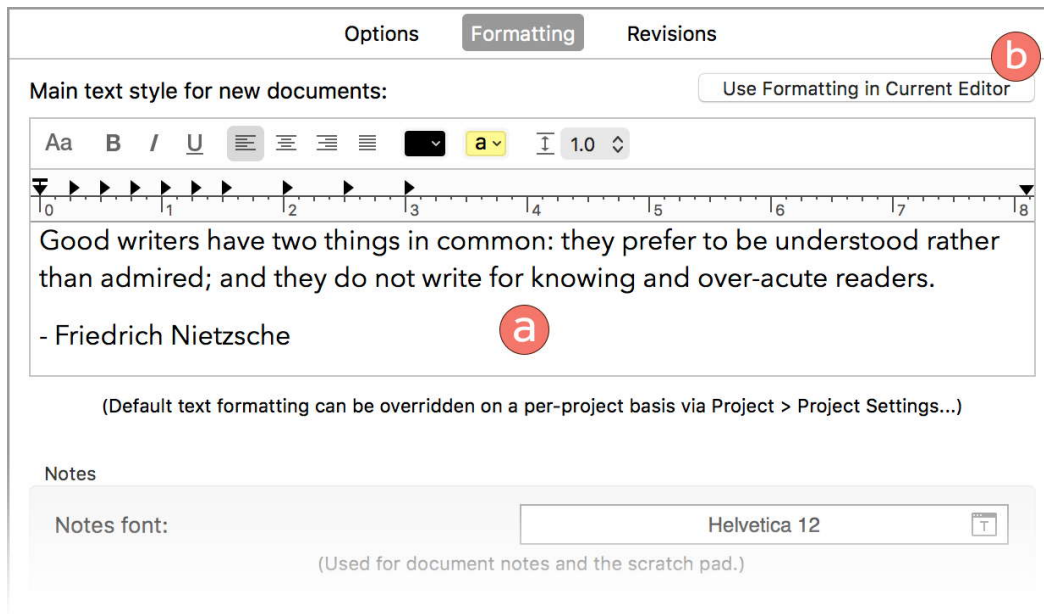 Options Formatting Revisions
b
Main text style for new documents:
Use Formatting in Current Editor
Aa B I U a 1.0
0 1 2 3 4 5 6 7 8
Good writers have two things in common: they prefer to be understood rather
than admired; and they do not write for knowing and over-acute readers.
- Friedrich Nietzsche
a
(Default text formatting can be overridden on a per-project basis via Project > Project Settings...)
Notes
Notes font: Helvetica 12 T
(Used for document notes and the scratch pad.)